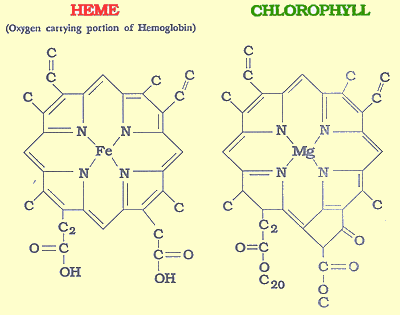 HEME
(Oxygen carrying portion of Hemoglobin)
C
C
C
C
C
C
N N
Fe
N N
C C
C2 C
O C C O
OH OH
CHLOROPHYLL
C
C
C
C
C
C
N N
Mg
N N
C C
C2 O
O C
O C O
C20
O
C